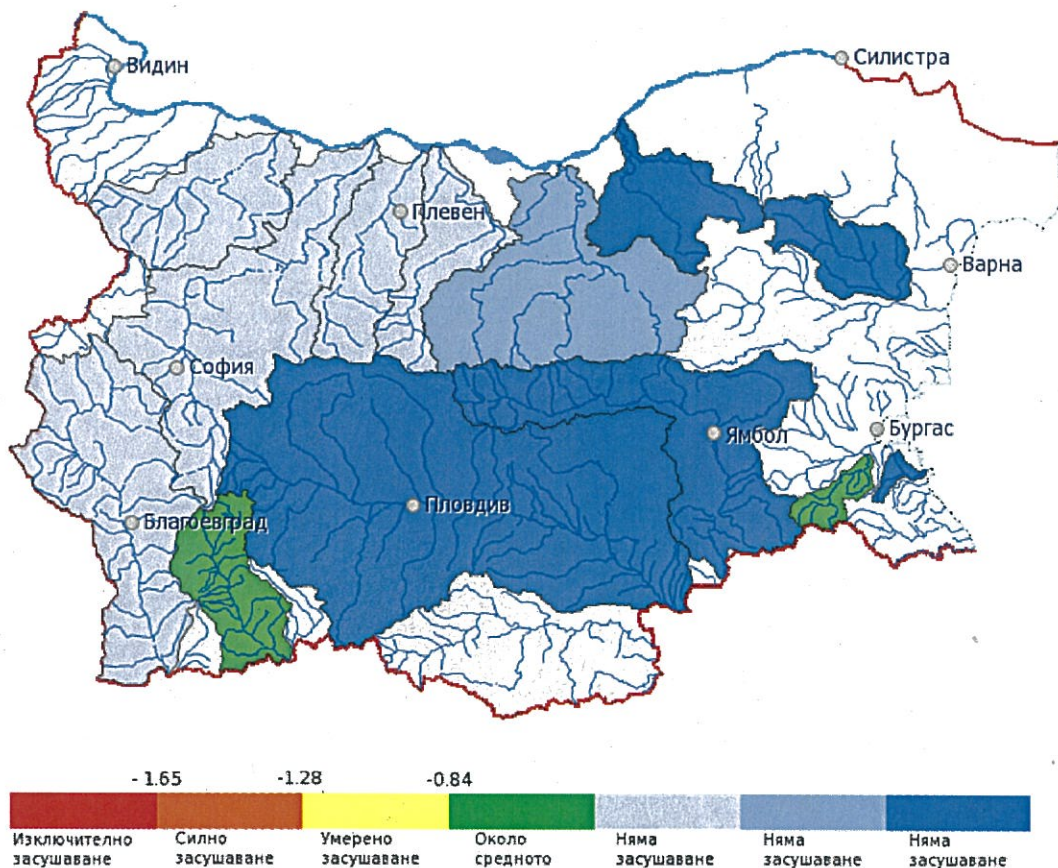 Видин
Силистра
Плевен
Варна
София
Ямбол
Бургас
Пловдив
Благоевград
- 1.65
-1.28
-0.84
Изключително
засушаване
Силно
засушаване
Умерено
засушаване
Около
средното
Няма
засушаване
Няма
засушаване
Няма
засушаване